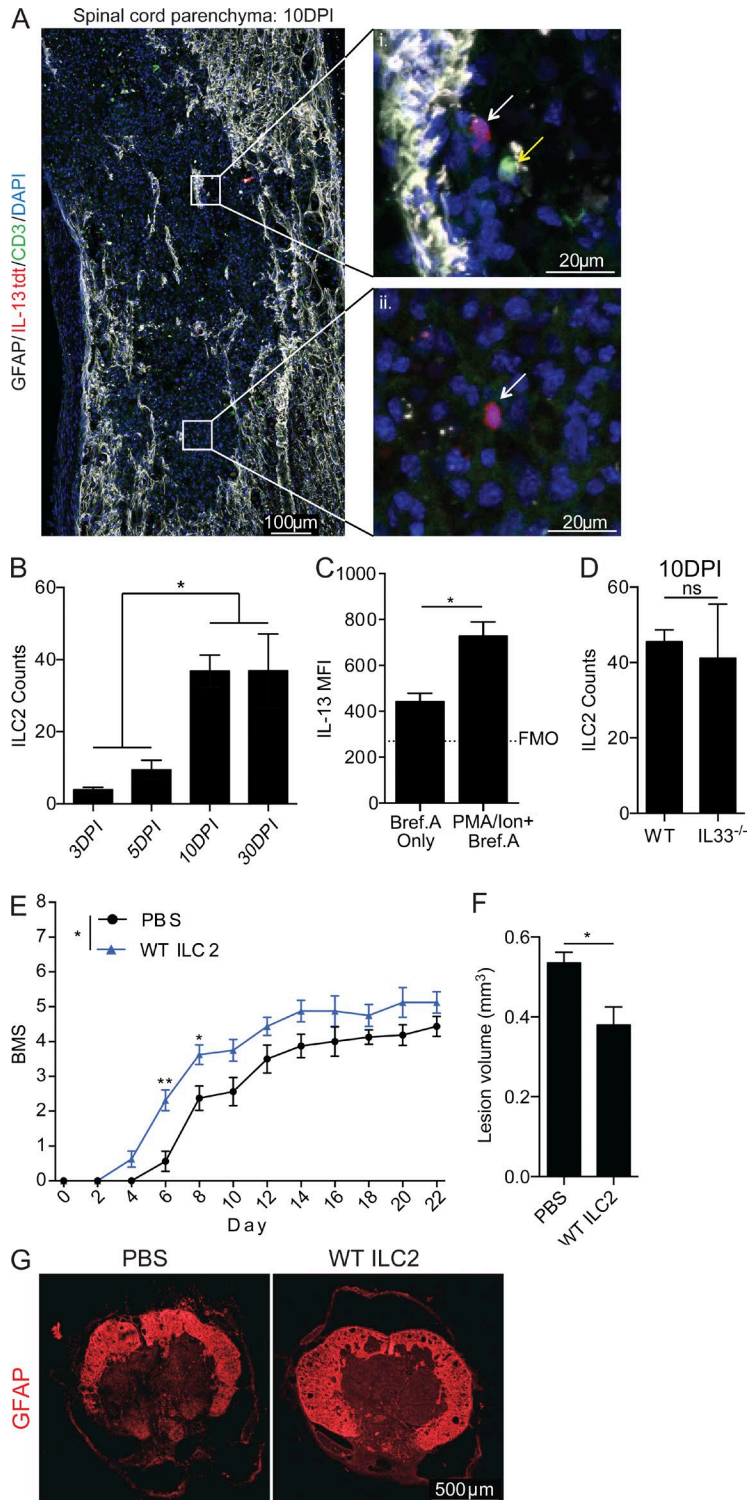 A
Spinal cord parenchyma: 10DPI
GFAP/IL-13tdt/CD3/DAPI
100µm
i.
20µm
ii.
20µm
B
ILC2 Counts
60
40
20
0
*
3DPI
5DPI
10DPI
30DPI
C
IL-13 MFI
1000
800
600
400
200
0
*
FMO
Bref.A Only
PMA/Ion+ Bref.A
D
10DPI
ns
ILC2 Counts
60
40
20
0
WT
IL33-/-
E
BMS
8
7
6
5
4
3
2
1
0
*
PBS
WT ILC2
**
*
0
2
4
6
8
10
12
14
16
18
20
22
Day
F
Lesion volume (mm3)
0.6
0.4
0.2
0.0
*
PBS
WT ILC2
G
PBS
WT ILC2
GFAP
500µm